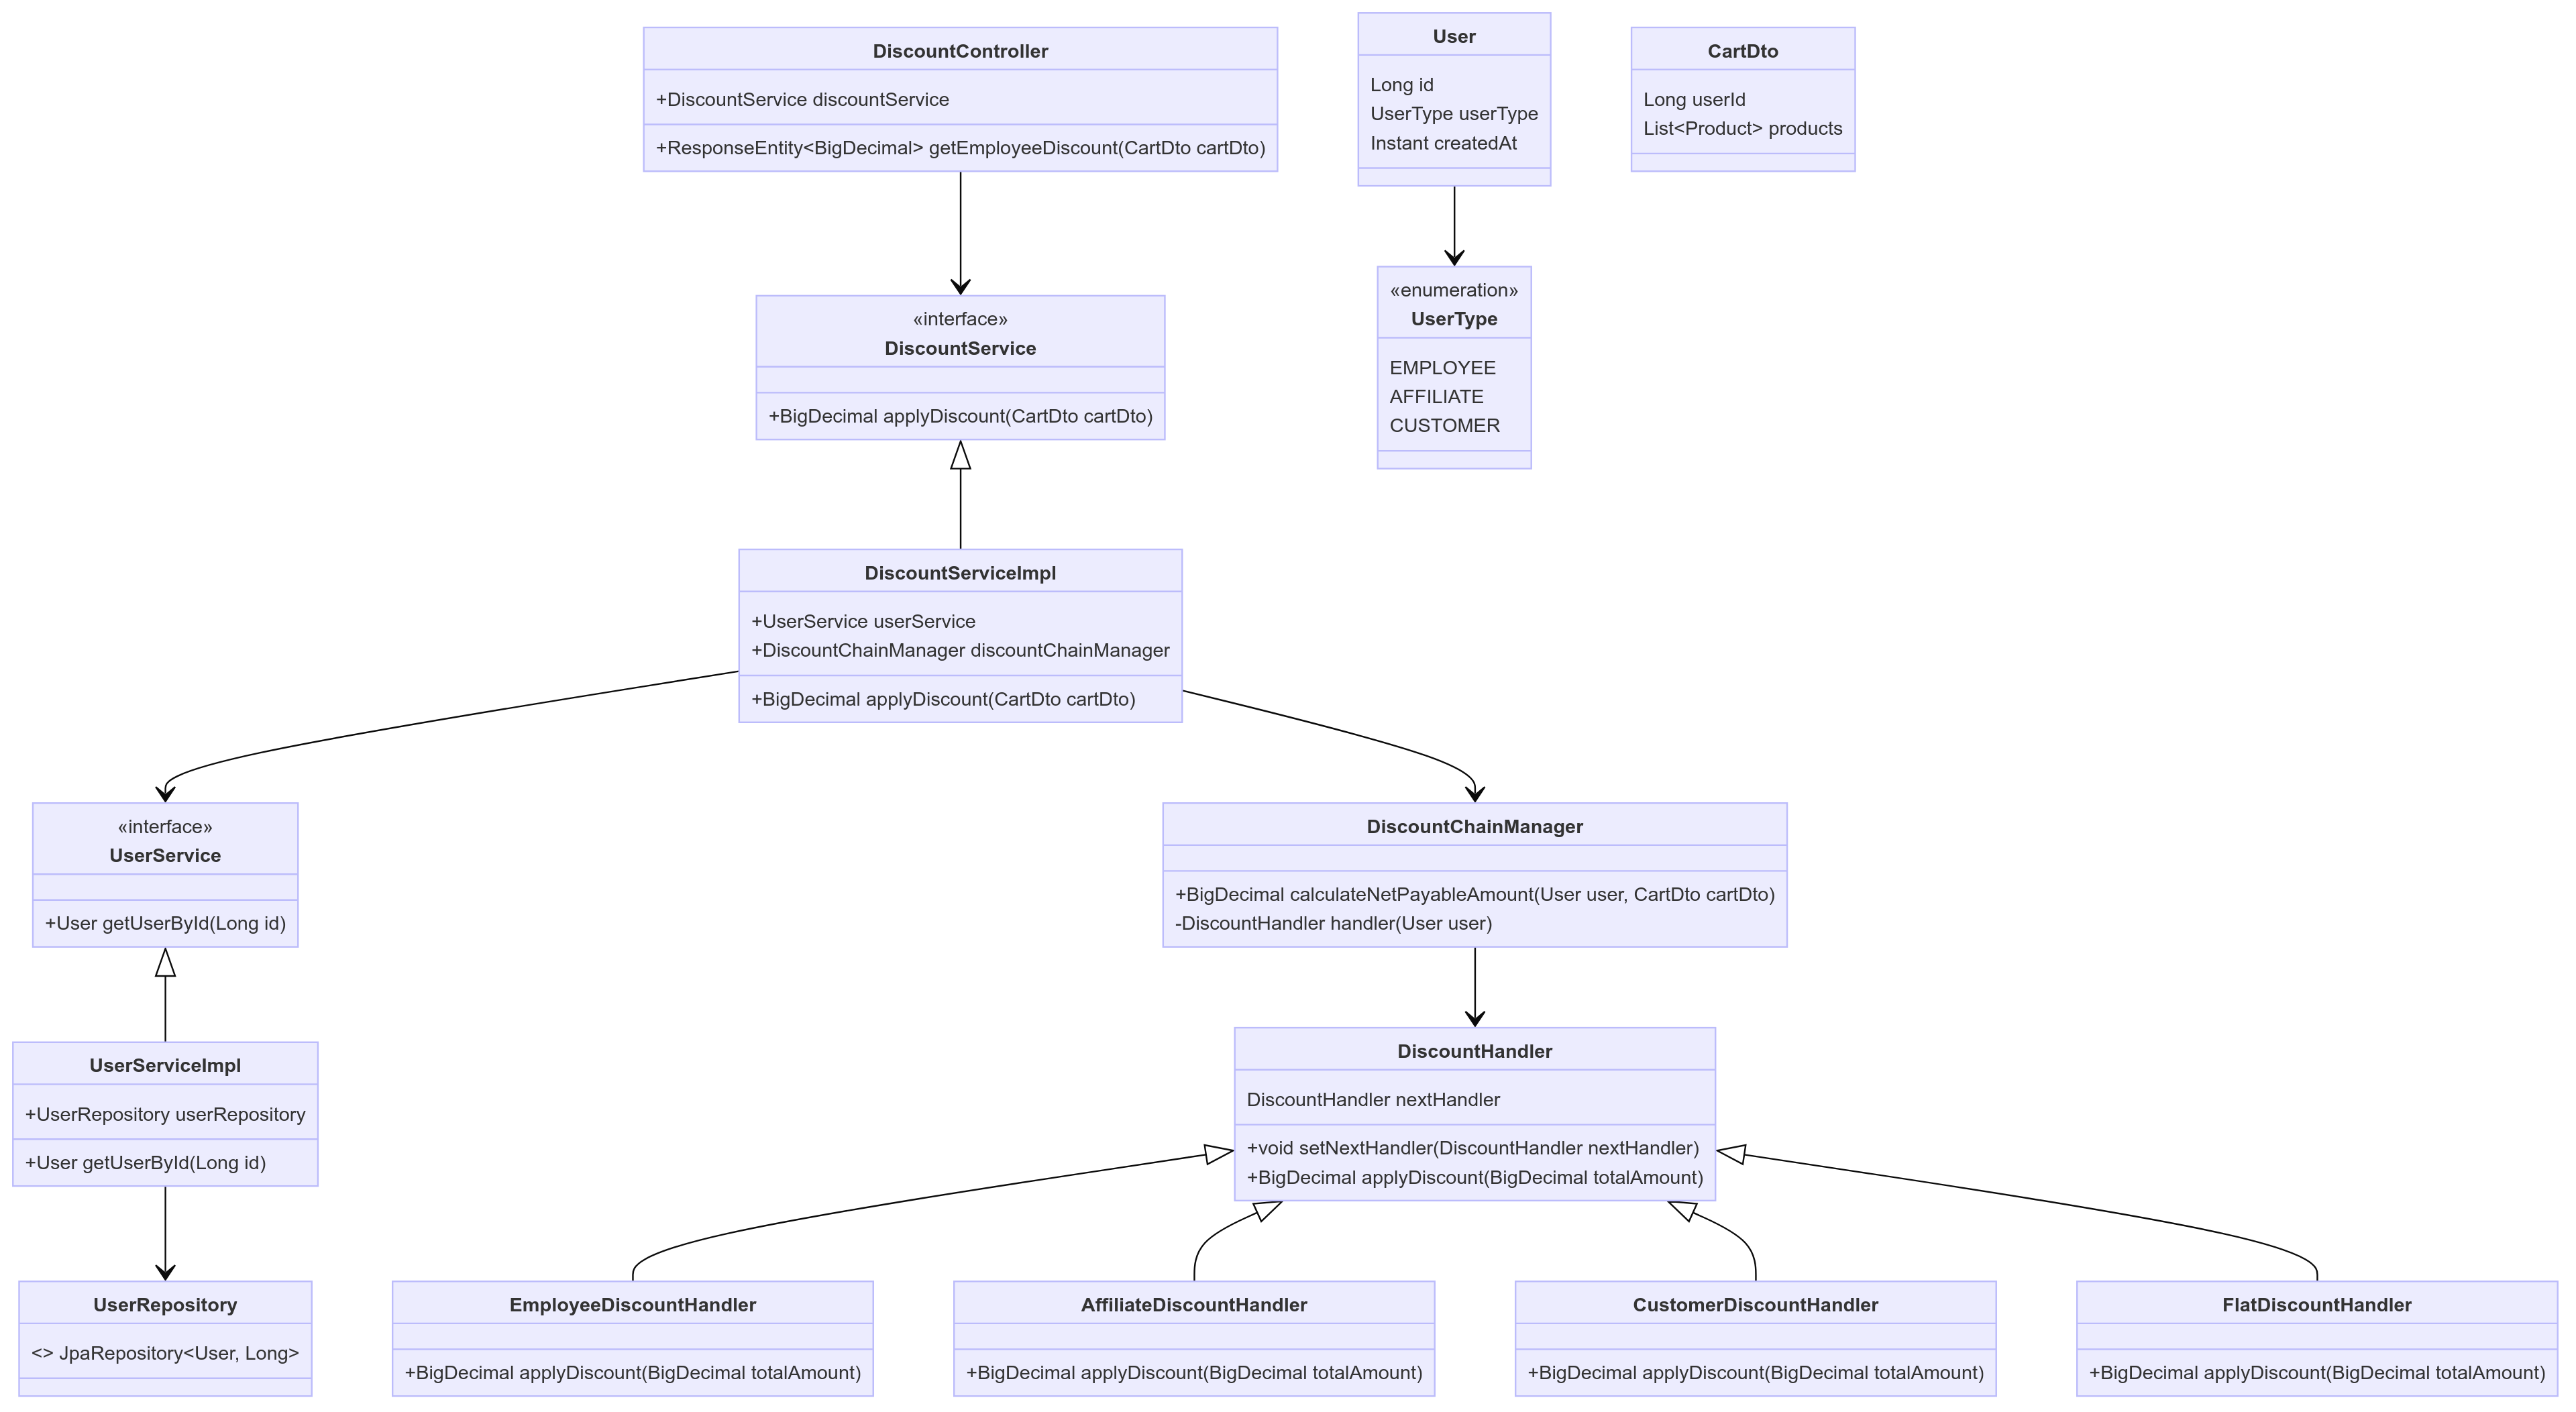 DiscountController
+DiscountService discountService
+ResponseEntity<BigDecimal> getEmployeeDiscount(CartDto cartDto)
User
Long id
UserType userType
Instant createdAt
CartDto
Long userId
List<Product> products
«interface»
DiscountService
+BigDecimal applyDiscount(CartDto cartDto)
«enumeration»
UserType
EMPLOYEE
AFFILIATE
CUSTOMER
DiscountServiceImpl
+UserService userService
+DiscountChainManager discountChainManager
+BigDecimal applyDiscount(CartDto cartDto)
«interface»
UserService
+User getUserById(Long id)
DiscountChainManager
+BigDecimal calculateNetPayableAmount(User user, CartDto cartDto)
-DiscountHandler handler(User user)
UserServiceImpl
+UserRepository userRepository
+User getUserById(Long id)
DiscountHandler
DiscountHandler nextHandler
+void setNextHandler(DiscountHandler nextHandler)
+BigDecimal applyDiscount(BigDecimal totalAmount)
UserRepository
<> JpaRepository<User, Long>
EmployeeDiscountHandler
+BigDecimal applyDiscount(BigDecimal totalAmount)
AffiliateDiscountHandler
+BigDecimal applyDiscount(BigDecimal totalAmount)
CustomerDiscountHandler
+BigDecimal applyDiscount(BigDecimal totalAmount)
FlatDiscountHandler
+BigDecimal applyDiscount(BigDecimal totalAmount)